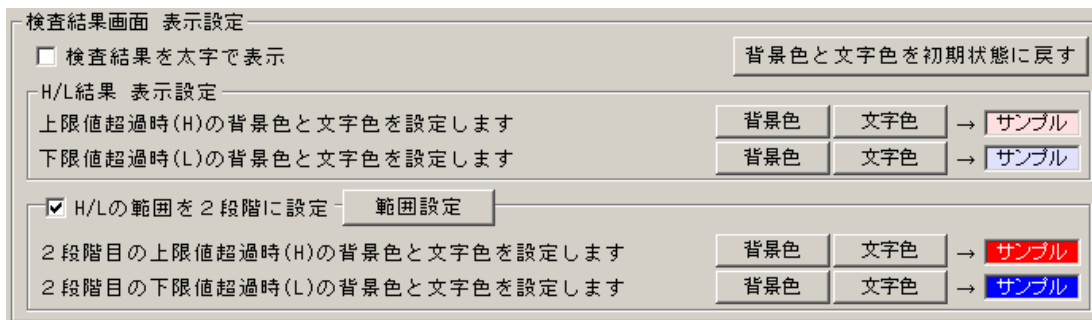 検査結果画面 表示設定
検査結果を太字で表示 背景色と文字色を初期状態に戻す
H/L結果 表示設定
上限値超過時(H)の背景色と文字色を設定します 背景色 文字色 → サンプル
下限値超過時(L)の背景色と文字色を設定します 背景色 文字色 → サンプル
H/Lの範囲を2段階に設定 範囲設定
2段階目の上限値超過時(H)の背景色と文字色を設定します 背景色 文字色 → サンプル
2段階目の下限値超過時(L)の背景色と文字色を設定します 背景色 文字色 → サンプル